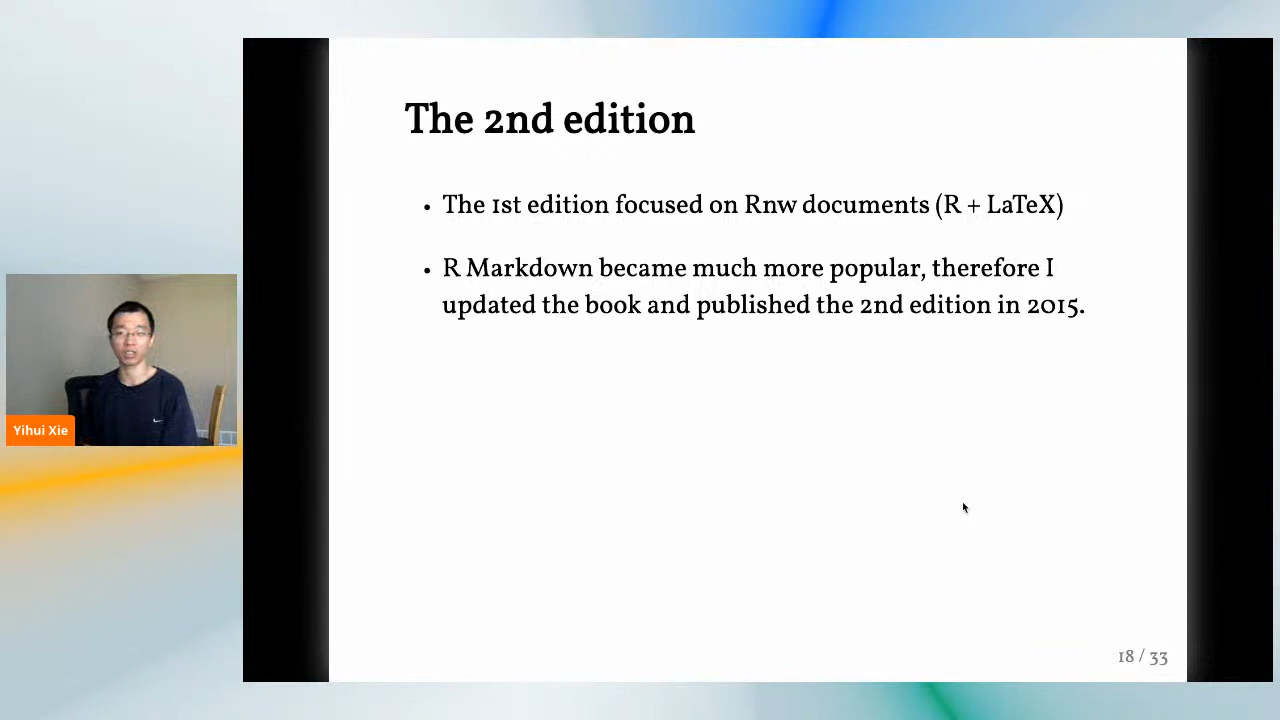 The 2nd edition
• The 1st edition focused on Rnw documents (R + LaTeX)
• R Markdown became much more popular, therefore I
updated the book and published the 2nd edition in 2015.
Yihui Xie
18 / 33